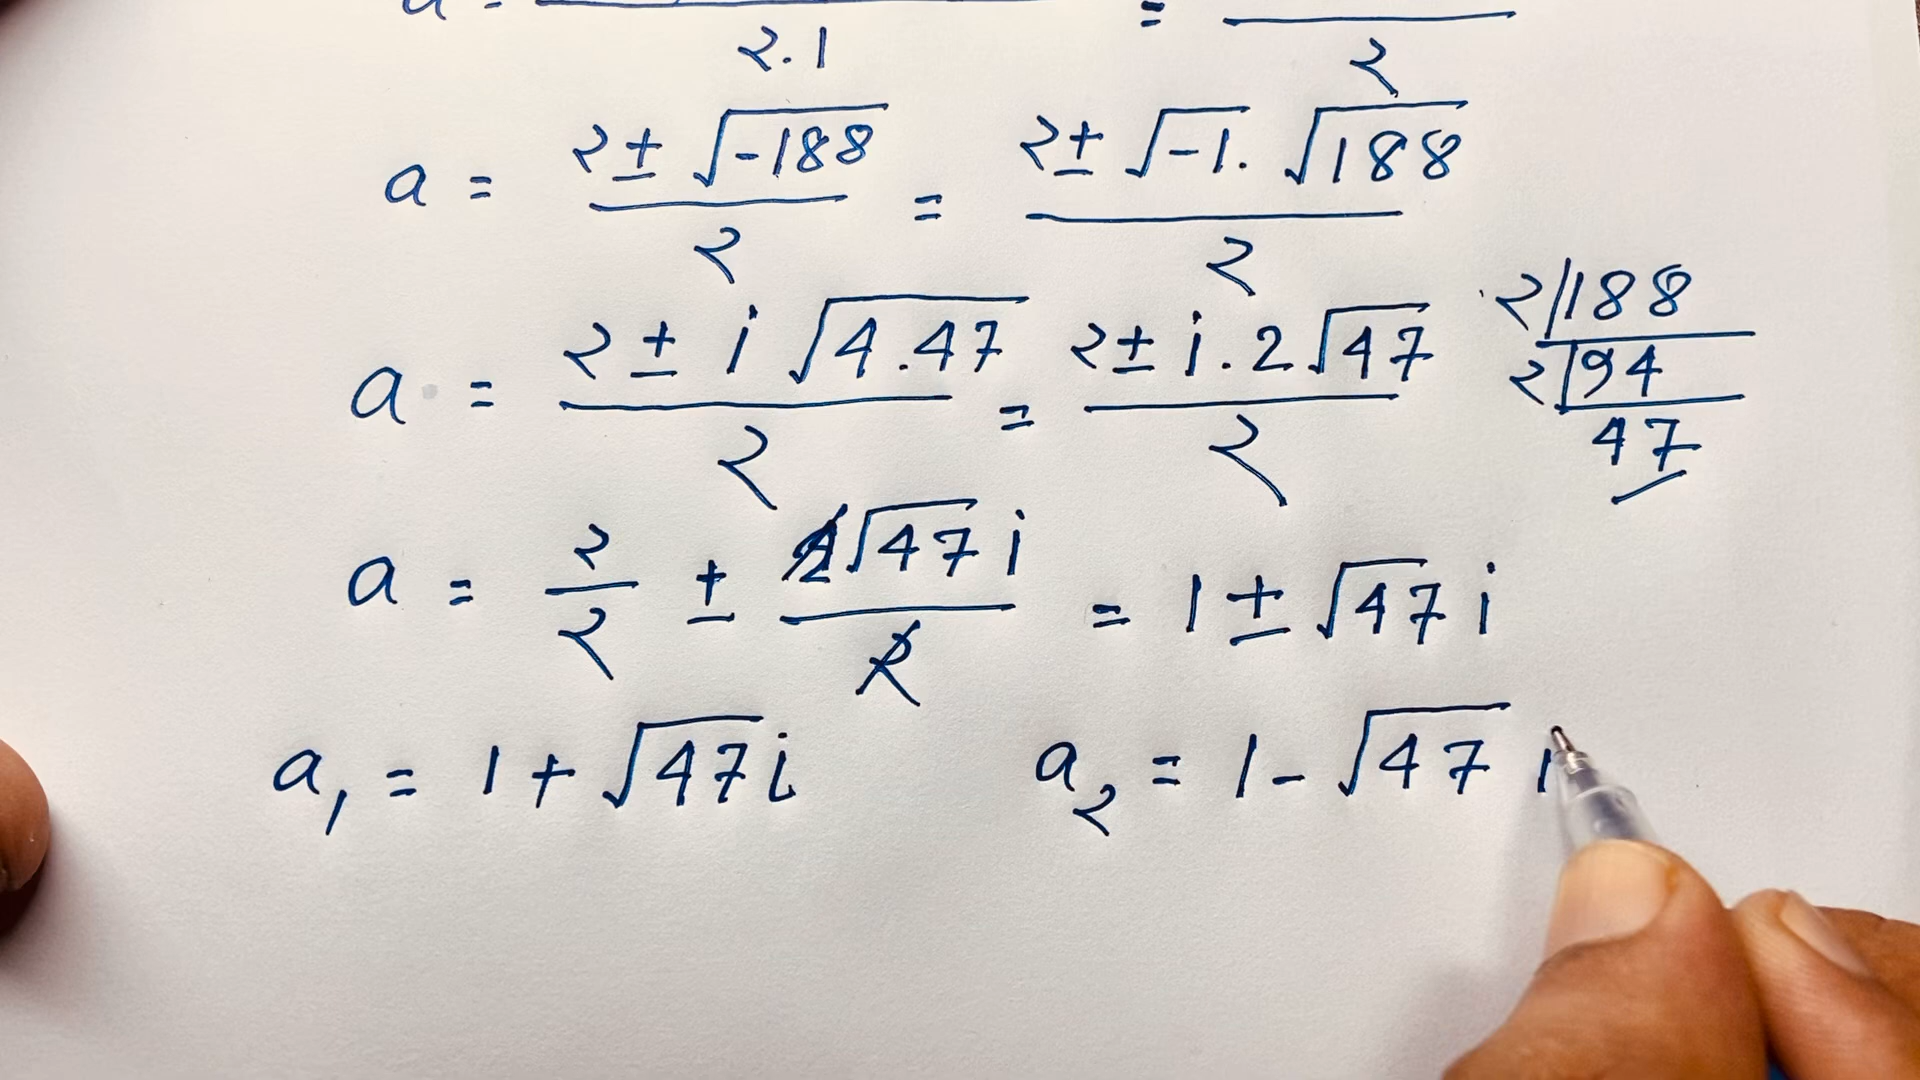 a = / 2.1 = / 2
a = (2 ± √-188) / 2 = (2 ± √-1 . √188) / 2
a = (2 ± i √4.47) / 2 = (2 ± i . 2√47) / 2
2 | 188
2 | 94
47
a = 2/2 ± 2√47 i / 2 = 1 ± √47 i
a₁ = 1 + √47 i a₂ = 1 - √47 i